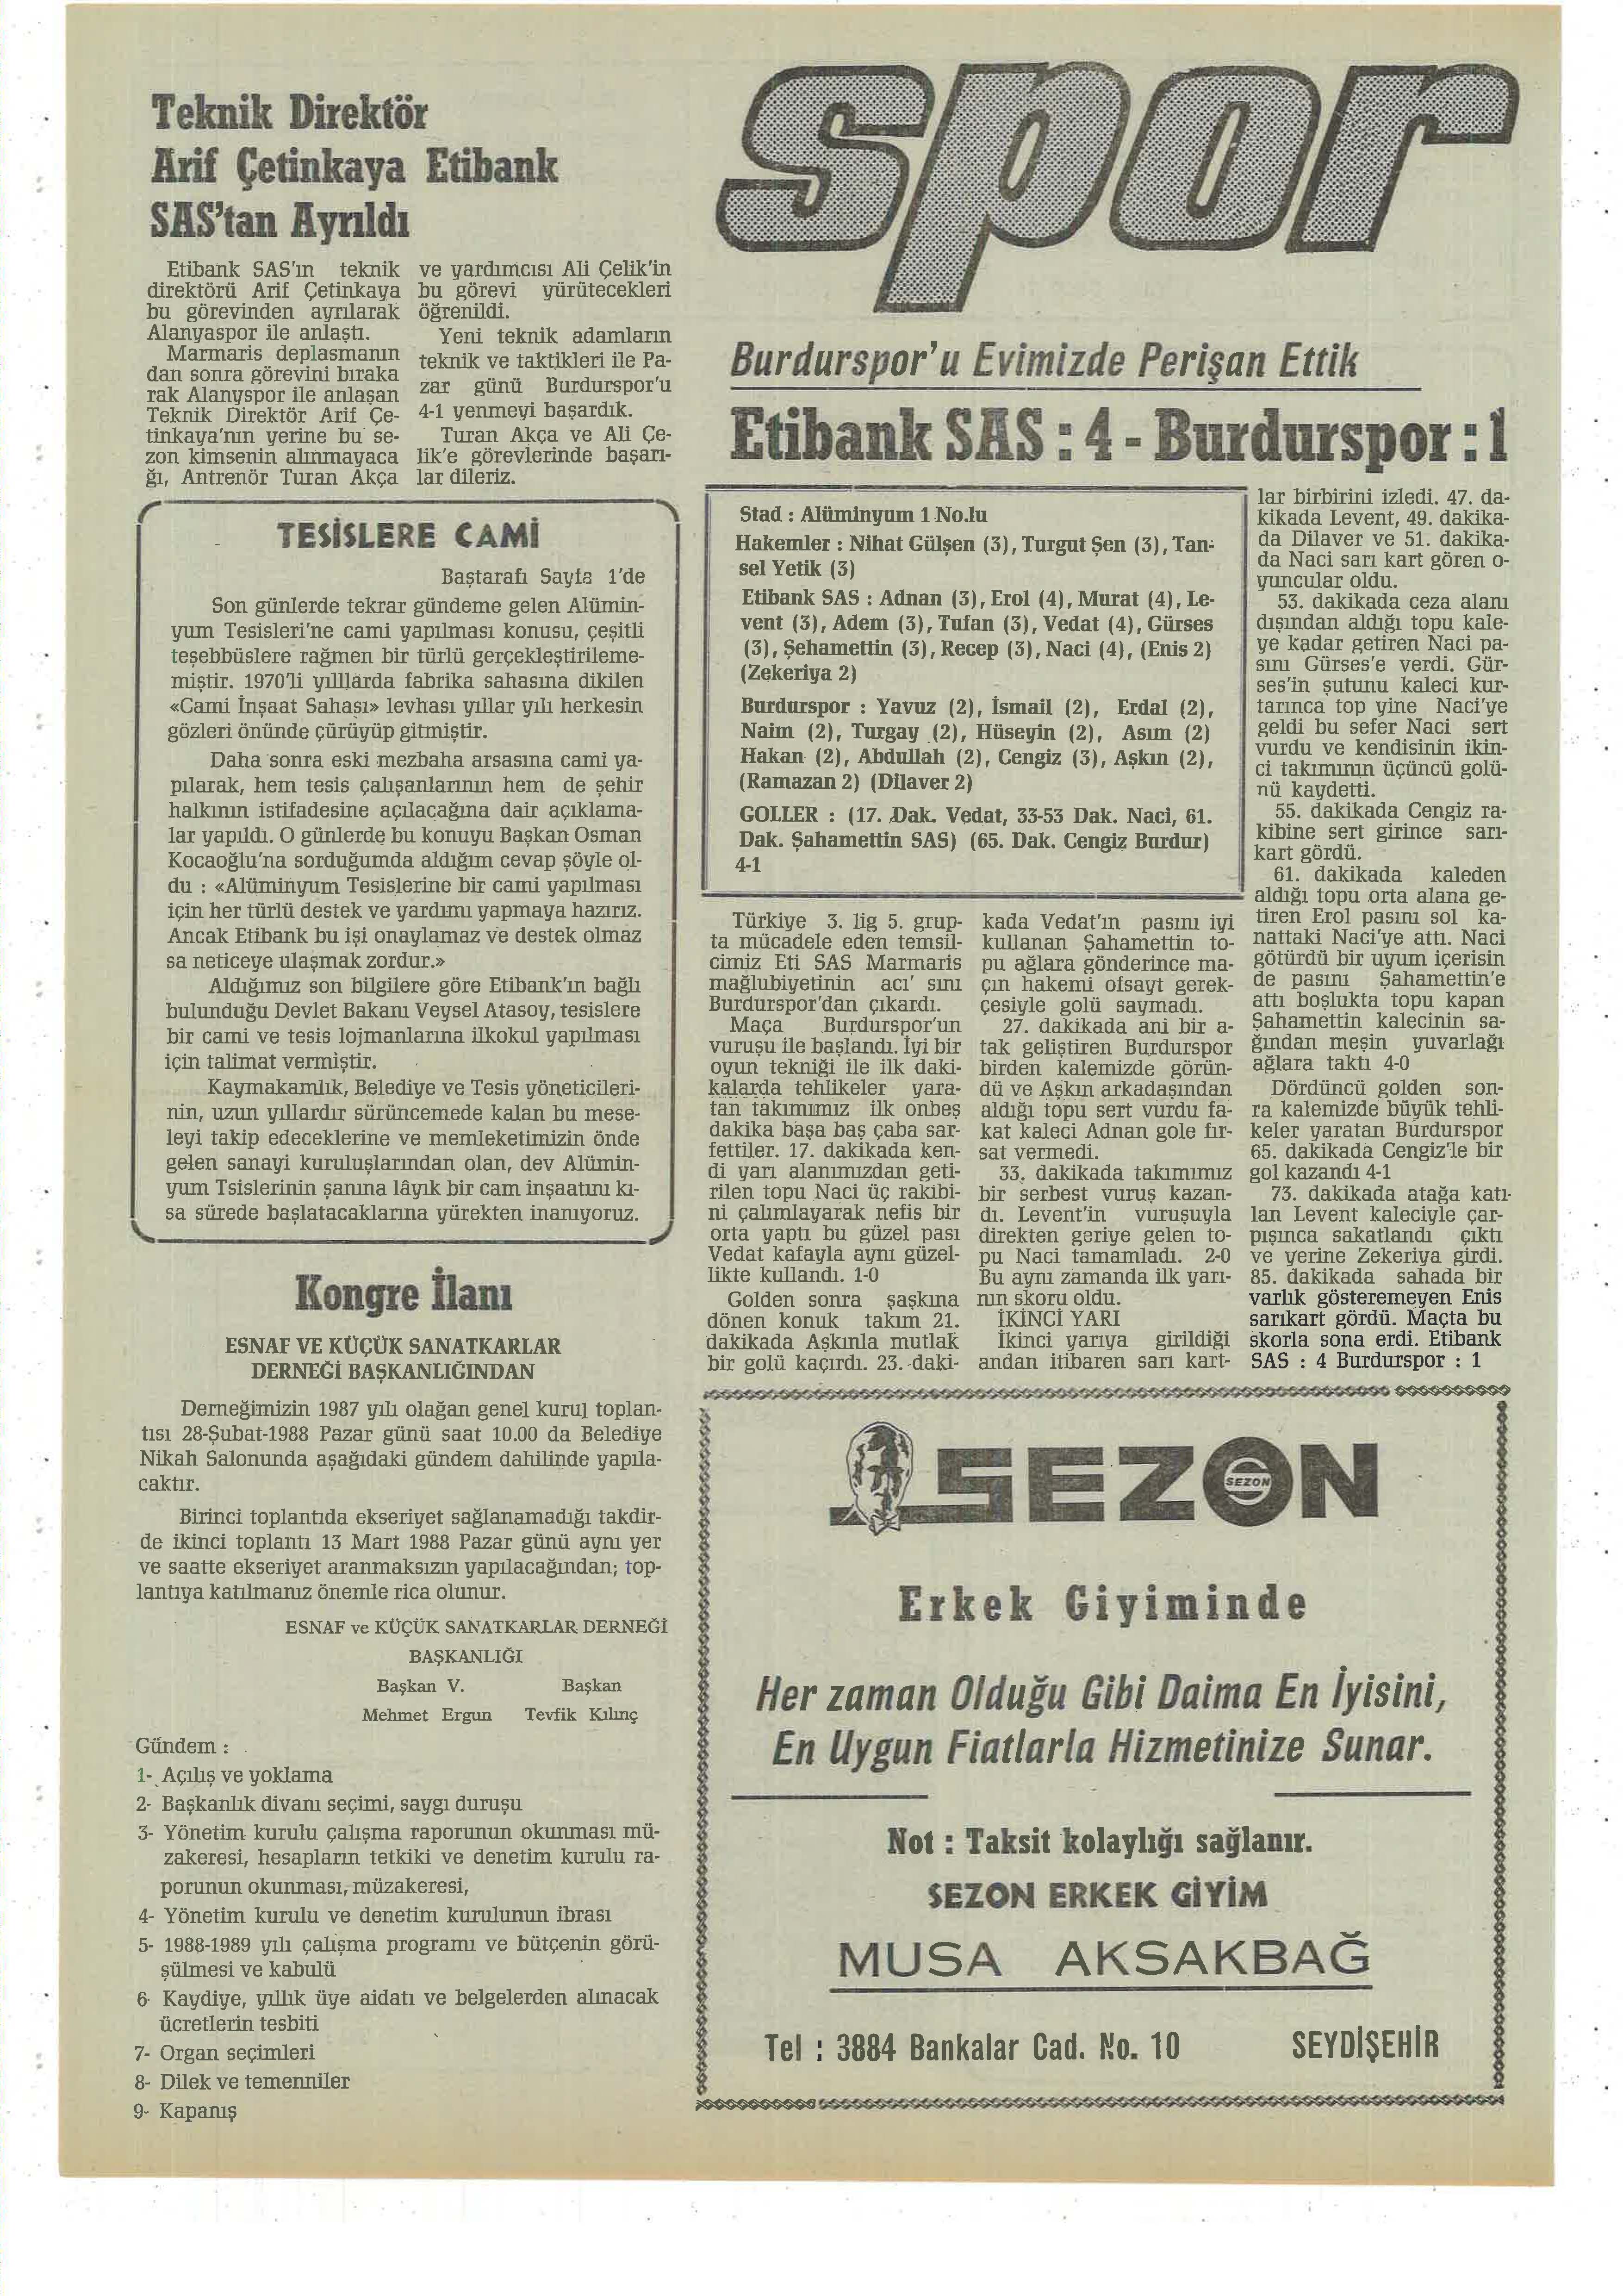 Teknik Direktör
Arif Çetinkaya Etibank
SAS'tan Ayrıldı
Etibank SAS'ın teknik
direktörü Arif Çetinkaya
bu görevinden ayrılarak
Alanyaspor ile anlaştı.
Marmaris deplasmanın
dan sonra görevini bıraka
rak Alanyspor ile anlaşan
Teknik Direktör Arif Çe-
tinkaya'nın yerine bu se-
zon kimsenin alınmayaca
ğı, Antrenör Turan Akça
ve yardımcısı Ali Çelik'in
bu görevi yürütecekleri
öğrenildi.
Yeni teknik adamların
teknik ve taktikleri ile Pa-
zar günü Burdurspor'u
4-1 yenmeyi başardık.
Turan Akça ve Ali Çe-
lik'e görevlerinde başarı-
lar dileriz.
TESİSLERE CAMİ
Baştarafı Sayfa 1'de
Son günlerde tekrar gündeme gelen Alümin-
yum Tesisleri'ne cami yapılması konusu, çeşitli
teşebbüslere rağmen bir türlü gerçekleştirileme-
miştir. 1970'li yılllarda fabrika sahasına dikilen
«Cami İnşaat Sahası» levhası yıllar yılı herkesin
gözleri önünde çürüyüp gitmiştir.
Daha sonra eski mezbaha arsasına cami ya-
pılarak, hem tesis çalışanlarının hem de şehir
halkının istifadesine açılacağına dair açıklama-
lar yapıldı. O günlerde bu konuyu Başkan Osman
Kocaoğlu'na sorduğumda aldığım cevap şöyle ol-
du : «Alüminyum Tesislerine bir cami yapılması
için her türlü destek ve yardımı yapmaya hazırız.
Ancak Etibank bu işi onaylamaz ve destek olmaz
sa neticeye ulaşmak zordur.»
Aldığımız son bilgilere göre Etibank'ın bağlı
bulunduğu Devlet Bakanı Veysel Atasoy, tesislere
bir cami ve tesis lojmanlarına ilkokul yapılması
için talimat vermiştir.
Kaymakamlık, Belediye ve Tesis yöneticileri-
nin, uzun yıllardır sürüncemede kalan bu mese-
leyi takip edeceklerine ve memleketimizin önde
gelen sanayi kuruluşlarından olan, dev Alümin-
yum Tsislerinin şanına lâyık bir cam inşaatını kı-
sa sürede başlatacaklarına yürekten inanıyoruz.
Kongre İlanı
ESNAF VE KÜÇÜK SANATKARLAR
DERNEĞİ BAŞKANLIĞINDAN
Derneğimizin 1987 yılı olağan genel kurul toplan-
tısı 28-Şubat-1988 Pazar günü saat 10.00 da Belediye
Nikah Salonunda aşağıdaki gündem dahilinde yapıla-
caktır.
Birinci toplantıda ekseriyet sağlanamadığı takdir-
de ikinci toplantı 13 Mart 1988 Pazar günü aynı yer
ve saatte ekseriyet aranmaksızın yapılacağından; top-
lantıya katılmanız önemle rica olunur.
ESNAF ve KÜÇÜK SANATKARLAR DERNEĞİ
BAŞKANLIĞI
Başkan V. Başkan
Mehmet Ergun Tevfik Kılınç
Gündem :
1- Açılış ve yoklama
2- Başkanlık divanı seçimi, saygı duruşu
3- Yönetim kurulu çalışma raporunun okunması mü-
zakeresi, hesapların tetkiki ve denetim kurulu ra-
porunun okunması, müzakeresi,
4- Yönetim kurulu ve denetim kurulunun ibrası
5- 1988-1989 yılı çalışma programı ve bütçenin görü-
şülmesi ve kabulü
6- Kaydiye, yıllık üye aidatı ve belgelerden alınacak
ücretlerin tesbiti
7- Organ seçimleri
8- Dilek ve temenniler
9- Kapanış
spor
Burdurspor'u Evimizde Perişan Ettik
Etibank SAS : 4 - Burdurspor : 1
Stad : Alüminyum 1 No.lu
Hakemler : Nihat Gülşen (3), Turgut Şen (3), Tan-
sel Yetik (3)
Etibank SAS : Adnan (3), Erol (4), Murat (4), Le-
vent (3), Adem (3), Tufan (3), Vedat (4), Gürses
(3), Şehamettin (3), Recep (3), Naci (4), (Enis 2)
(Zekeriya 2)
Burdurspor : Yavuz (2), İsmail (2), Erdal (2),
Naim (2), Turgay (2), Hüseyin (2), Asım (2)
Hakan (2), Abdullah (2), Cengiz (3), Aşkın (2),
(Ramazan 2) (Dilaver 2)
GOLLER : (17. Dak. Vedat, 33-53 Dak. Naci, 61.
Dak. Şahamettin SAS) (65. Dak. Cengiz Burdur)
4-1
Türkiye 3. lig 5. grup-
ta mücadele eden temsil-
cimiz Eti SAS Marmaris
mağlubiyetinin acı' sını
Burdurspor'dan çıkardı.
Maça Burdurspor'un
vuruşu ile başlandı. İyi bir
oyun tekniği ile ilk daki-
kalarda tehlikeler yara-
tan takımımız ilk onbeş
dakika başa baş çaba sar-
fettiler. 17. dakikada ken-
di yarı alanımızdan geti-
rilen topu Naci üç rakibi-
ni çalımlayarak nefis bir
orta yaptı bu güzel pası
Vedat kafayla aynı güzel-
likte kullandı. 1-0
Golden sonra şaşkına
dönen konuk takım 21.
dakikada Aşkınla mutlak
bir golü kaçırdı. 23. daki-
kada Vedat'ın pasını iyi
kullanan Şahamettin to-
pu ağlara gönderince ma-
çın hakemi ofsayt gerek-
çesiyle golü saymadı.
27. dakikada ani bir a-
tak geliştiren Burdurspor
birden kalemizde görün-
dü ve Aşkın arkadaşından
aldığı topu sert vurdu fa-
kat kaleci Adnan gole fır-
sat vermedi.
33. dakikada takımımız
bir serbest vuruş kazan-
dı. Levent'in vuruşuyla
direkten geriye gelen to-
pu Naci tamamladı. 2-0
Bu aynı zamanda ilk yarı-
nın skoru oldu.
İKİNCİ YARI
İkinci yarıya girildiği
andan itibaren sarı kart-
lar birbirini izledi. 47. da-
kikada Levent, 49. dakika-
da Dilaver ve 51. dakika-
da Naci sarı kart gören o-
yuncular oldu.
53. dakikada ceza alanı
dışından aldığı topu kale-
ye kadar getiren Naci pa-
sını Gürses'e verdi. Gür-
ses'in şutunu kaleci kur-
tarınca top yine Naci'ye
geldi bu sefer Naci sert
vurdu ve kendisinin ikin-
ci takımının üçüncü golü-
nü kaydetti.
55. dakikada Cengiz ra-
kibine sert girince sarı-
kart gördü.
61. dakikada kaleden
aldığı topu orta alana ge-
tiren Erol pasını sol ka-
nattaki Naci'ye attı. Naci
götürdü bir uyum içerisin
de pasını Şahamettin'e
attı boşlukta topu kapan
Şahamettin kalecinin sa-
ğından meşin yuvarlağı
ağlara taktı 4-0
Dördüncü golden son-
ra kalemizde büyük tehli-
keler yaratan Burdurspor
65. dakikada Cengiz'le bir
gol kazandı 4-1
73. dakikada atağa katı-
lan Levent kaleciyle çar-
pışınca sakatlandı çıktı
ve yerine Zekeriya girdi.
85. dakikada sahada bir
varlık gösteremeyen Enis
sarıkart gördü. Maçta bu
skorla sona erdi. Etibank
SAS : 4 Burdurspor : 1
SEZON
SEZON
Erkek Giyiminde
Her zaman Olduğu Gibi Daima En İyisini,
En Uygun Fiatlarla Hizmetinize Sunar.
Not : Taksit kolaylığı sağlanır.
SEZON ERKEK GİYİM
MUSA AKSAKBAĞ
Tel : 3884 Bankalar Cad. No. 10 SEYDİŞEHİR